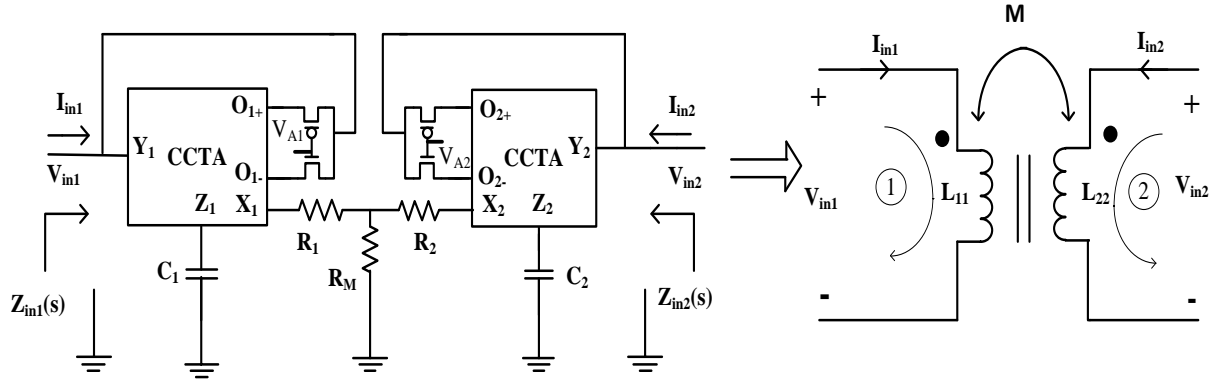 I_in1
V_in1
Z_in1(s)
Y_1
CCTA
O_1+
O_1-
Z_1
X_1
V_A1
C_1
R_1
R_M
R_2
V_A2
O_2+
O_2-
CCTA
Y_2
X_2
Z_2
C_2
I_in2
V_in2
Z_in2(s)
M
I_in1
I_in2
+
+
V_in1
1
L_11
L_22
2
V_in2
-
-